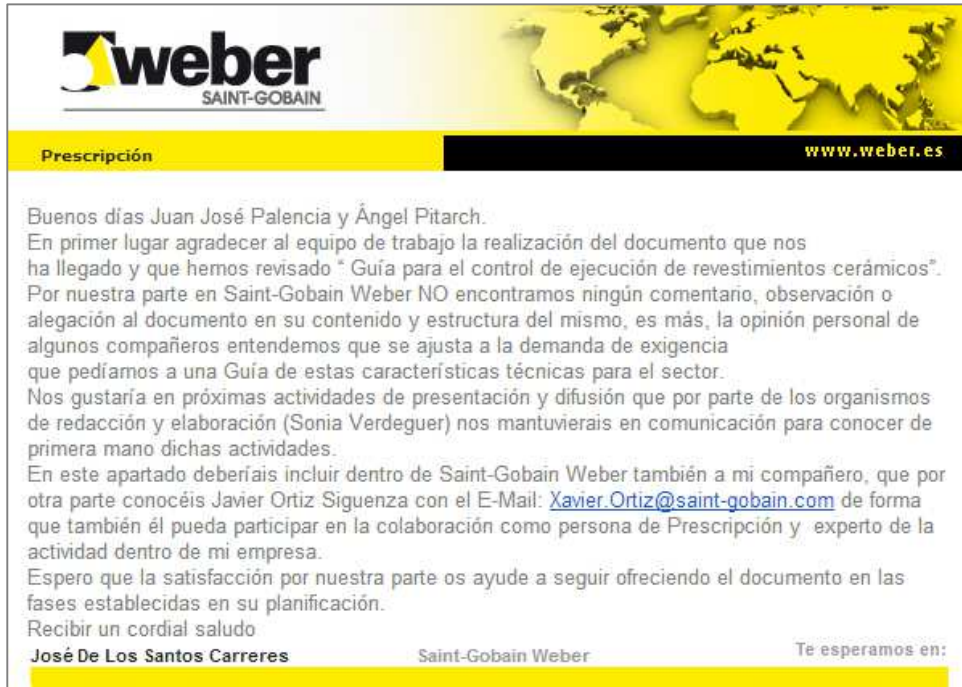 weber
SAINT-GOBAIN
Prescripción
www.weber.es
Buenos días Juan José Palencia y Ángel Pitarch.
En primer lugar agradecer al equipo de trabajo la realización del documento que nos
ha llegado y que hemos revisado “ Guía para el control de ejecución de revestimientos cerámicos”.
Por nuestra parte en Saint-Gobain Weber NO encontramos ningún comentario, observación o
alegación al documento en su contenido y estructura del mismo, es más, la opinión personal de
algunos compañeros entendemos que se ajusta a la demanda de exigencia
que pedíamos a una Guía de estas características técnicas para el sector.
Nos gustaría en próximas actividades de presentación y difusión que por parte de los organismos
de redacción y elaboración (Sonia Verdeguer) nos mantuvierais en comunicación para conocer de
primera mano dichas actividades.
En este apartado deberíais incluir dentro de Saint-Gobain Weber también a mi compañero, que por
otra parte conocéis Javier Ortiz Siguenza con el E-Mail: Xavier.Ortiz@saint-gobain.com de forma
que también él pueda participar en la colaboración como persona de Prescripción y experto de la
actividad dentro de mi empresa.
Espero que la satisfacción por nuestra parte os ayude a seguir ofreciendo el documento en las
fases establecidas en su planificación.
Recibir un cordial saludo
José De Los Santos Carreres
Saint-Gobain Weber
Te esperamos en: